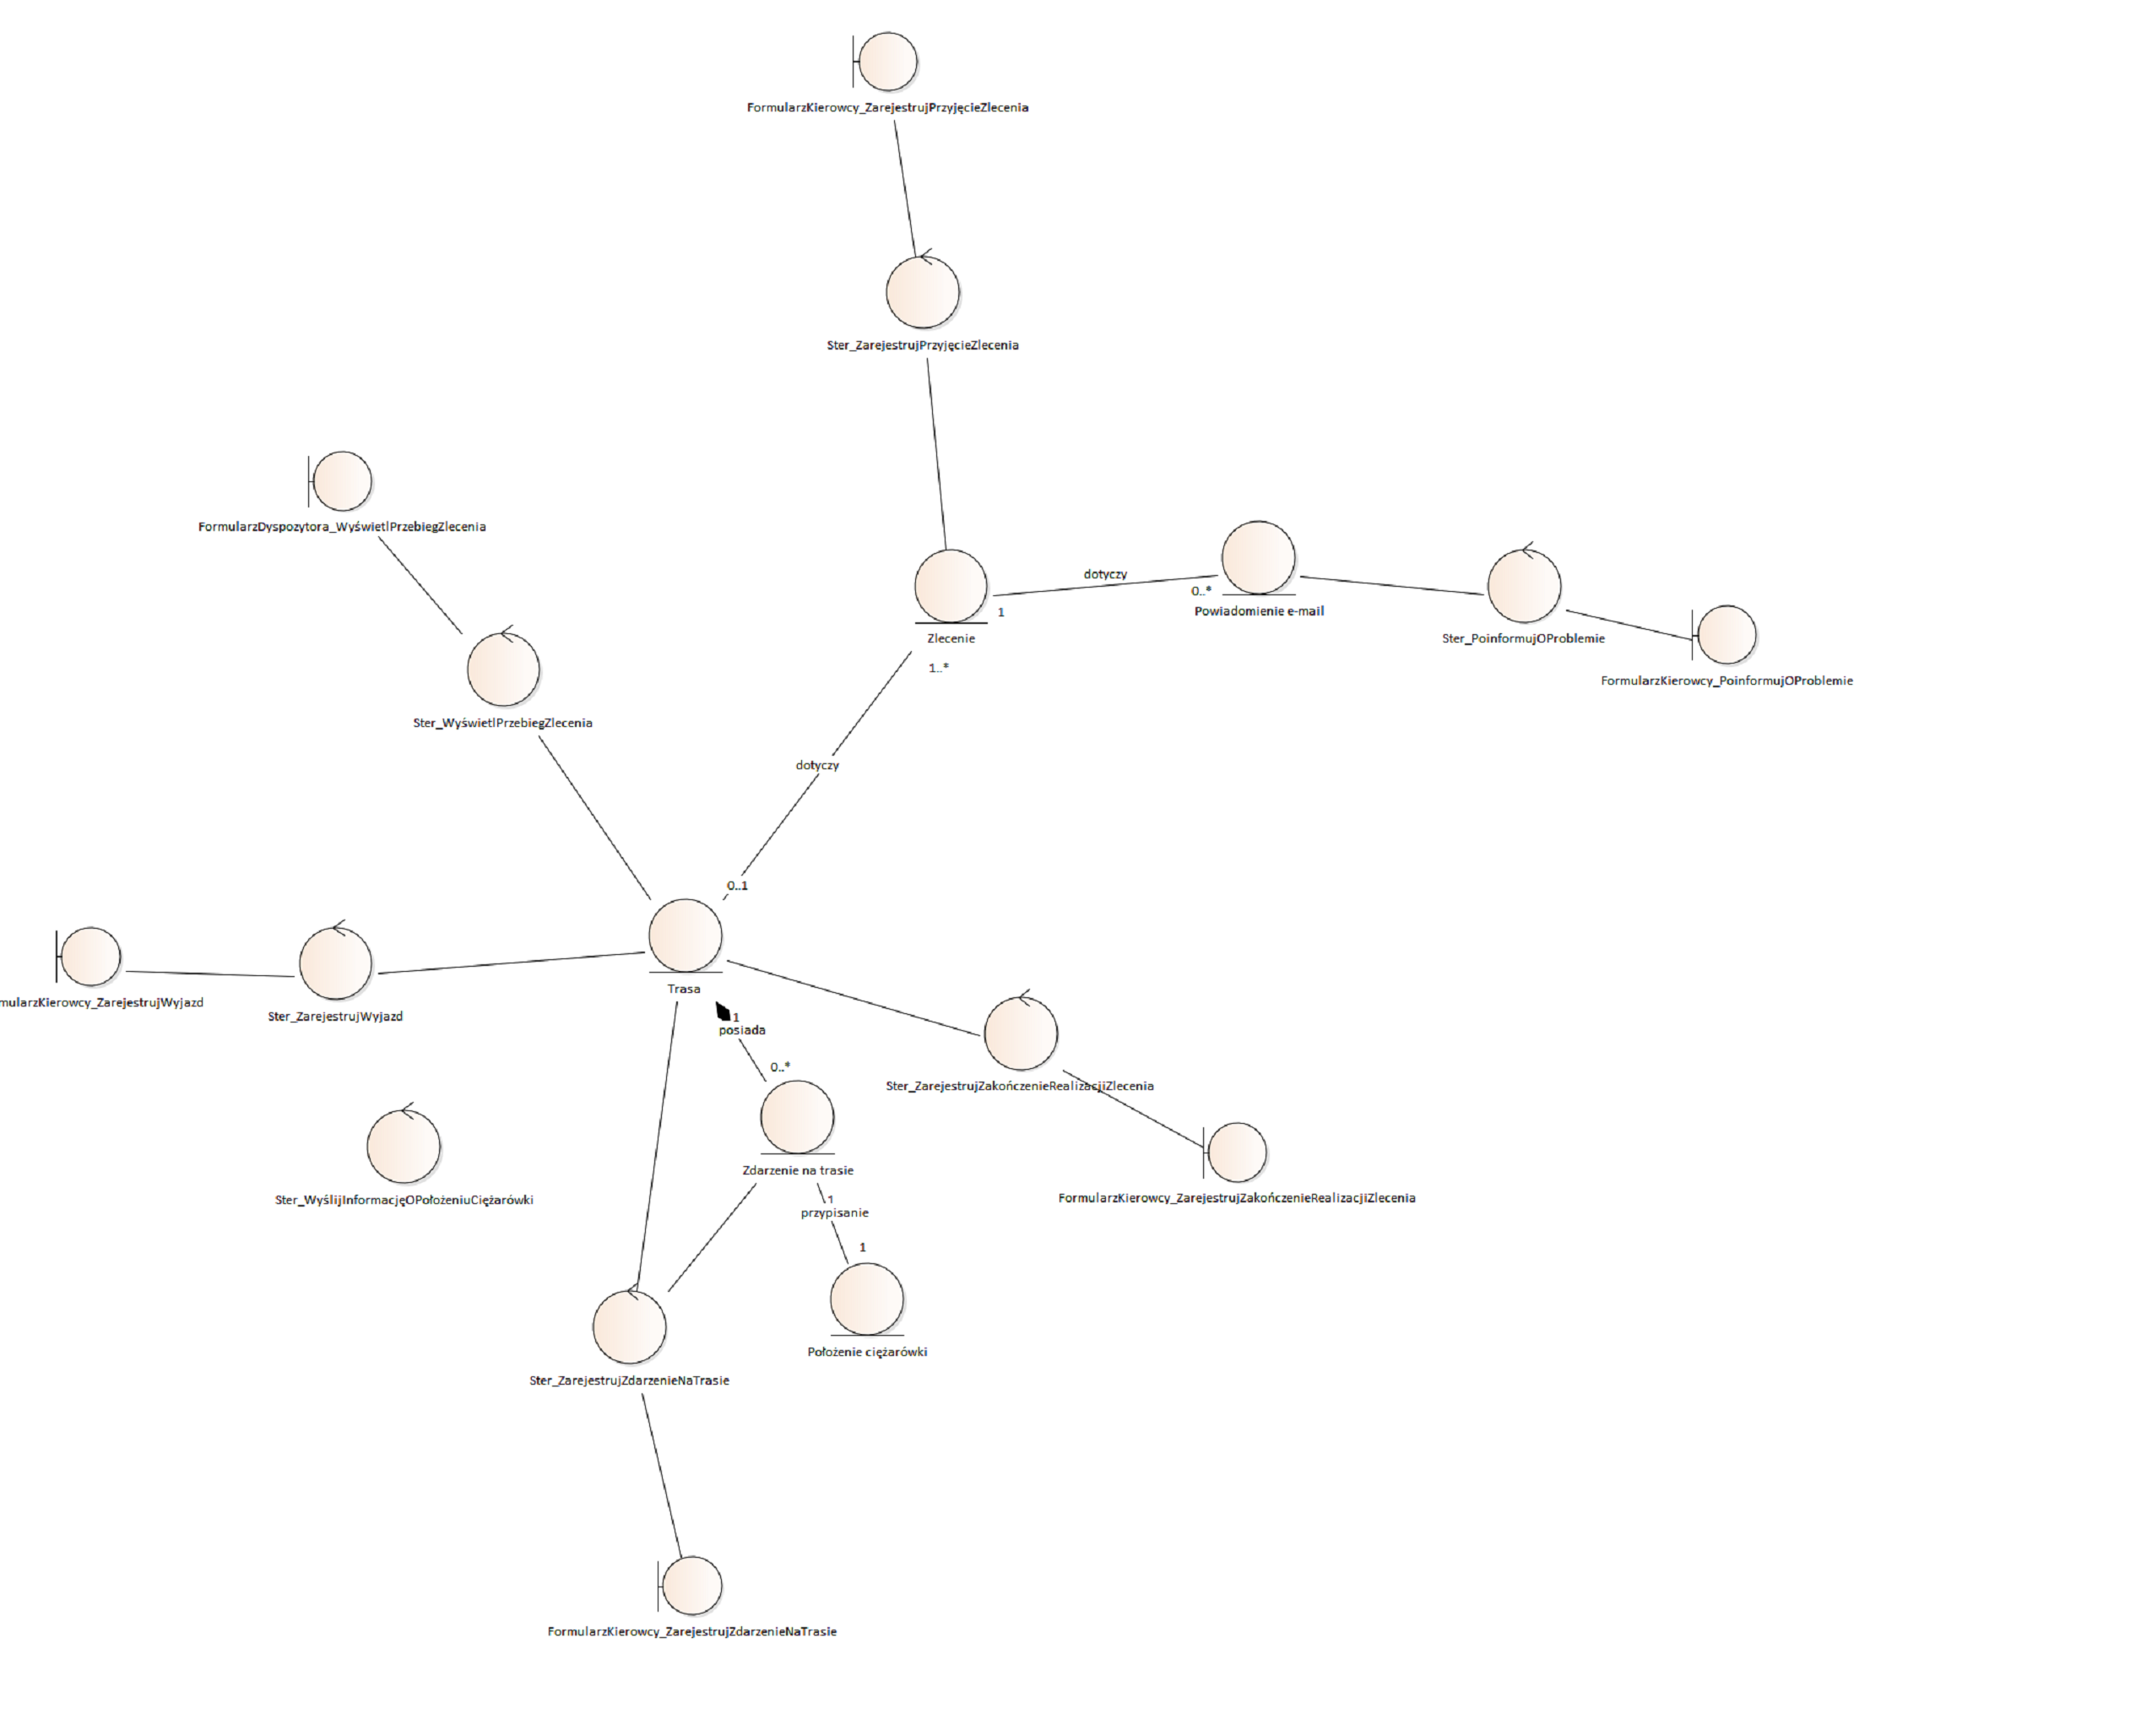 FormularzKierowcy_ZarejestrujPrzyjęcieZlecenia
Ster_ZarejestrujPrzyjęcieZlecenia
FormularzDyspozytora_WyświetlPrzebiegZlecenia
dotyczy
0..*
1
Powiadomienie e-mail
Zlecenie
Ster_PoinformujOProblemie
1..*
FormularzKierowcy_PoinformujOProblemie
Ster_WyświetlPrzebiegZlecenia
dotyczy
0..1
Trasa
mularzKierowcy_ZarejestrujWyjazd
Ster_ZarejestrujWyjazd
1
posiada
0..*
Ster_ZarejestrujZakończenieRealizacjiZlecenia
Zdarzenie na trasie
Ster_WyślijInformacjęOPołożeniuCiężarówki
FormularzKierowcy_ZarejestrujZakończenieRealizacjiZlecenia
1
przypisanie
1
Położenie ciężarówki
Ster_ZarejestrujZdarzenieNaTrasie
FormularzKierowcy_ZarejestrujZdarzenieNaTrasie